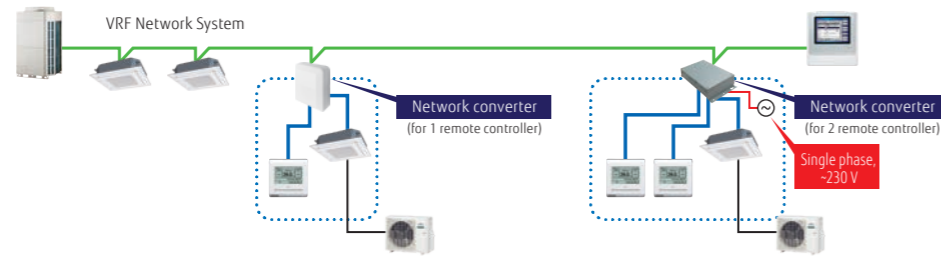 VRF Network System
Network converter
(for 1 remote controller)
Network converter
(for 2 remote controller)
Single phase,
~230 V